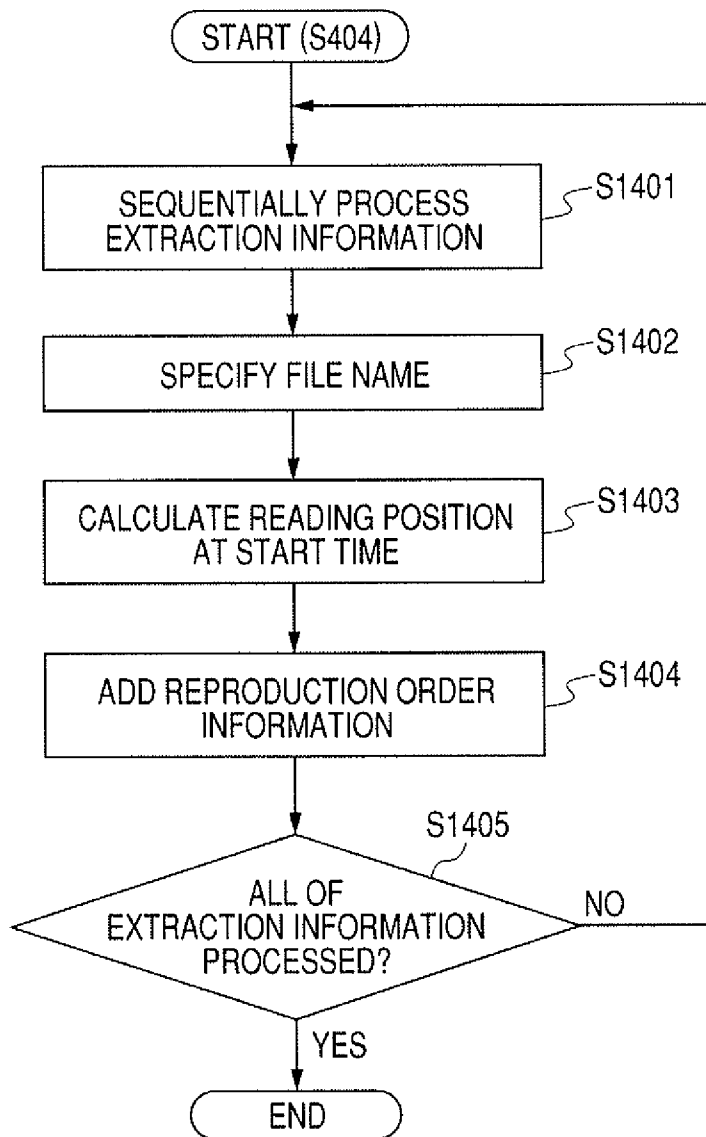 START (S404)
SEQUENTIALLY PROCESS
EXTRACTION INFORMATION
S1401
SPECIFY FILE NAME
S1402
CALCULATE READING POSITION
AT START TIME
S1403
ADD REPRODUCTION ORDER
INFORMATION
S1404
S1405
ALL OF
EXTRACTION INFORMATION
PROCESSED?
NO
YES
END